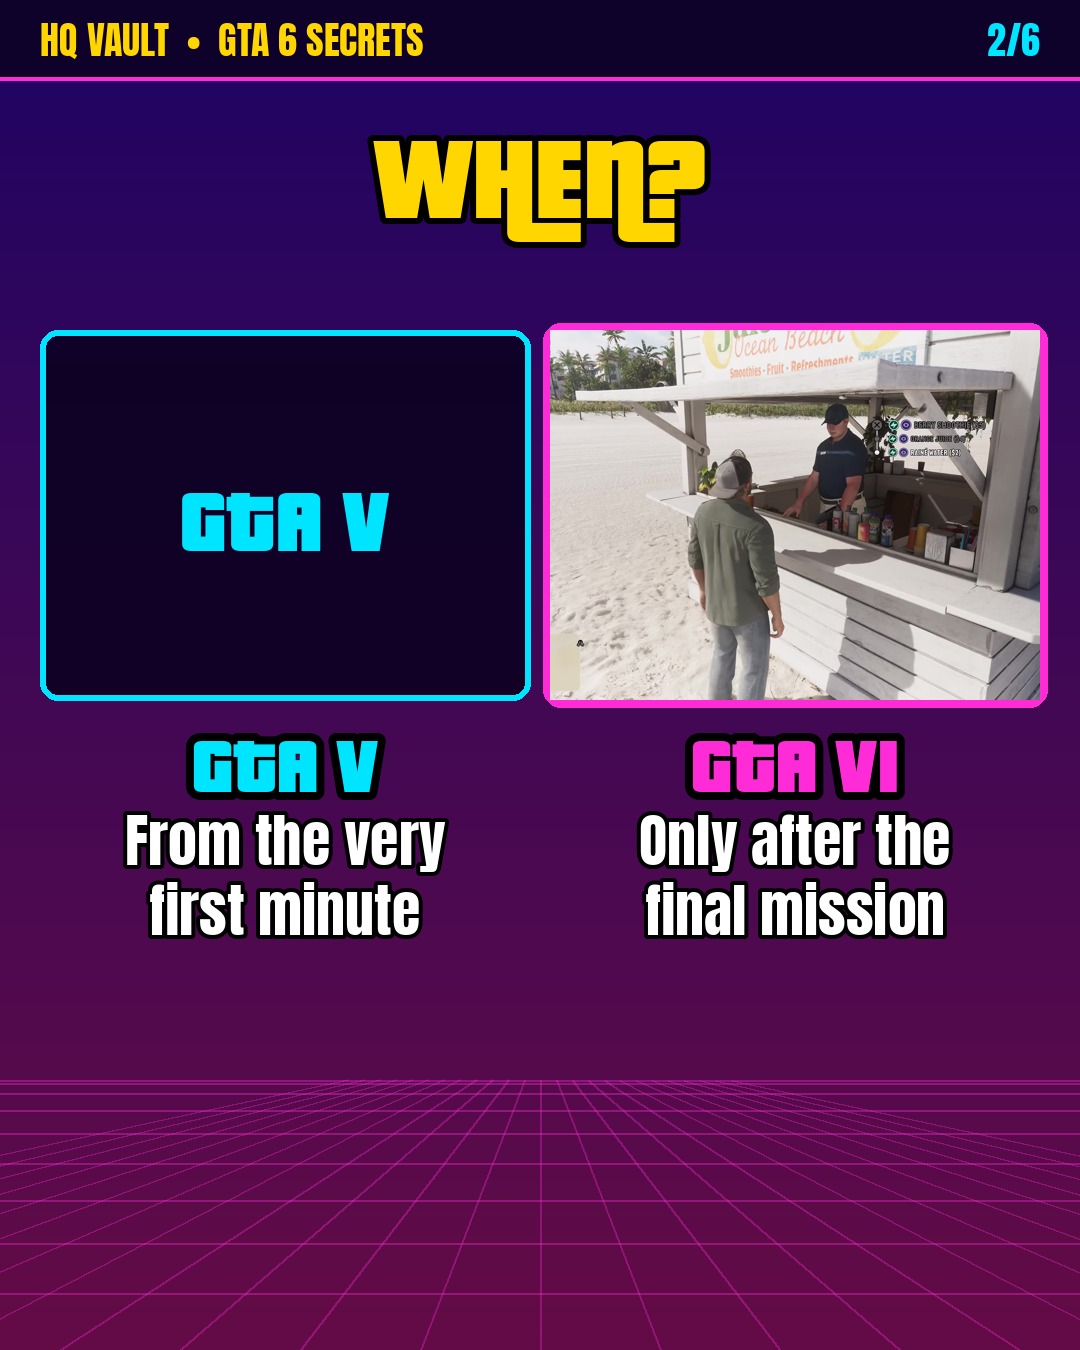 HQ VAULT • GTA 6 SECRETS
2/6
WHEN?
GTA V
Ocean Beach
Smoothies - Fruit - Refreshments
BERRY SMOOTHIE
ORANGE JUICE
RAINÉ WATER ($2)
GTA V
From the very
first minute
GTA VI
Only after the
final mission